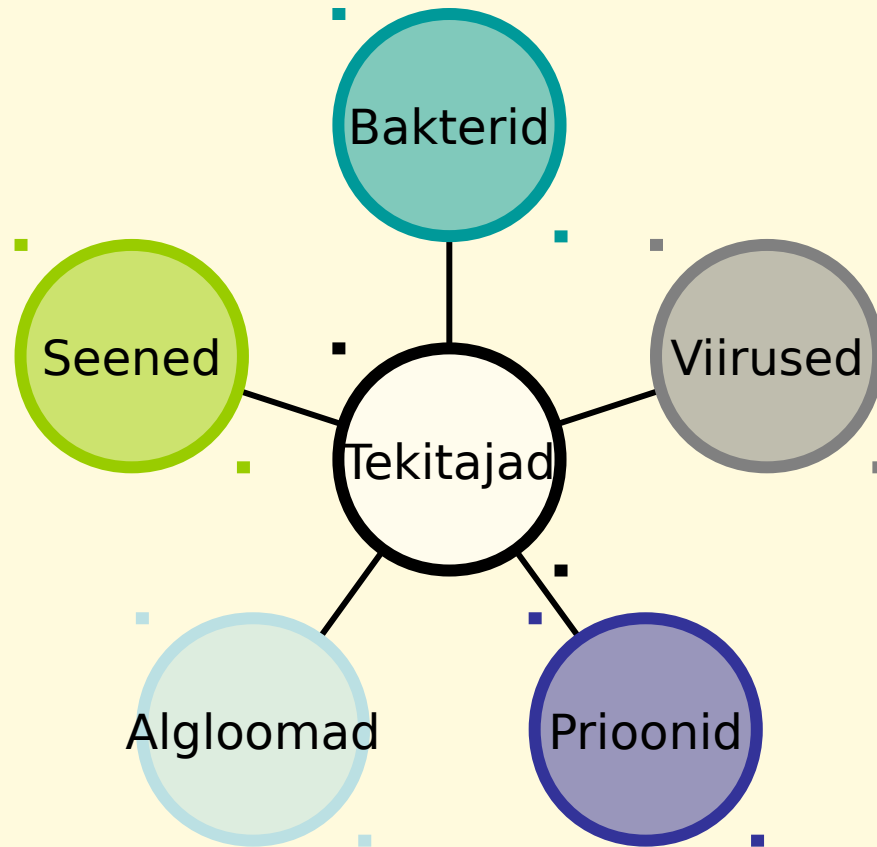 Bakterid
Seened
Viirused
Tekitajad
Algloomad
Prioonid